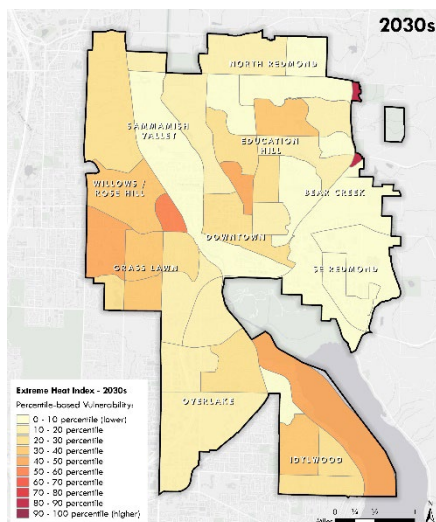 2030s
NORTH REDMOND
SAMMAMISH
VALLEY
EDUCATION
HILL
WILLOWS /
ROSE HILL
BEAR CREEK
DOWNTOWN
GRASS LAWN
SE REDMOND
OVERLAKE
IDYLWOOD
Extreme Heat Index - 2030s
Percentile-based Vulnerability:
0 - 10 percentile (lower)
10 - 20 percentile
20 - 30 percentile
30 - 40 percentile
40 - 50 percentile
50 - 60 percentile
60 - 70 percentile
70 - 80 percentile
80 - 90 percentile
90 - 100 percentile (higher)
0
1
Miles
N